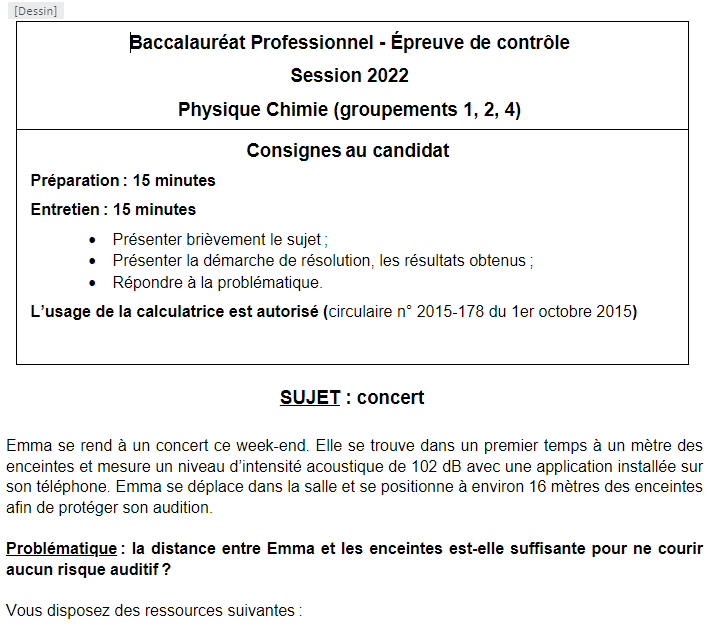 [Dessin]
Baccalauréat Professionnel - Épreuve de contrôle
Session 2022
Physique Chimie (groupements 1, 2, 4)
Consignes au candidat
Préparation : 15 minutes
Entretien : 15 minutes
• Présenter brièvement le sujet ;
• Présenter la démarche de résolution, les résultats obtenus ;
• Répondre à la problématique.
L'usage de la calculatrice est autorisé (circulaire n° 2015-178 du 1er octobre 2015)
SUJET : concert
Emma se rend à un concert ce week-end. Elle se trouve dans un premier temps à un mètre des
enceintes et mesure un niveau d'intensité acoustique de 102 dB avec une application installée sur
son téléphone. Emma se déplace dans la salle et se positionne à environ 16 mètres des enceintes
afin de protéger son audition.
Problématique : la distance entre Emma et les enceintes est-elle suffisante pour ne courir
aucun risque auditif ?
Vous disposez des ressources suivantes :